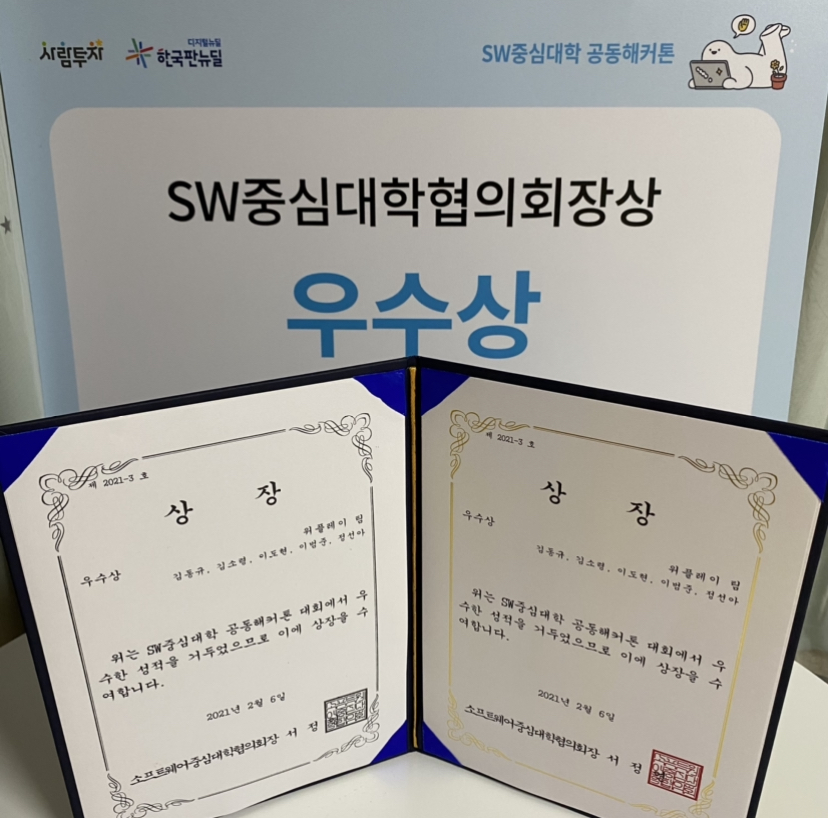 사람투자
디지털뉴딜
한국판뉴딜
SW중심대학 공동해커톤
SW중심대학협의회장상
우수상
제 2021-3 호
상 장
위플레이 팀
우수상
김동규, 김소령, 이도현, 이범준, 정선아
위는 SW중심대학 공동해커톤 대회에서 우
수한 성적을 거두었으므로 이에 상장을 수
여합니다.
2021년 2월 6일
소프트웨어중심대학협의회장 서 정
제 2021-3 호
상 장
우수상
위플레이 팀
김동규, 김소령, 이도현, 이범준, 정선아
위는 SW중심대학 공동해커톤 대회에서 우
수한 성적을 거두었으므로 이에 상장을 수
여합니다.
2021년 2월 6일
소프트웨어중심대학협의회장 서 정